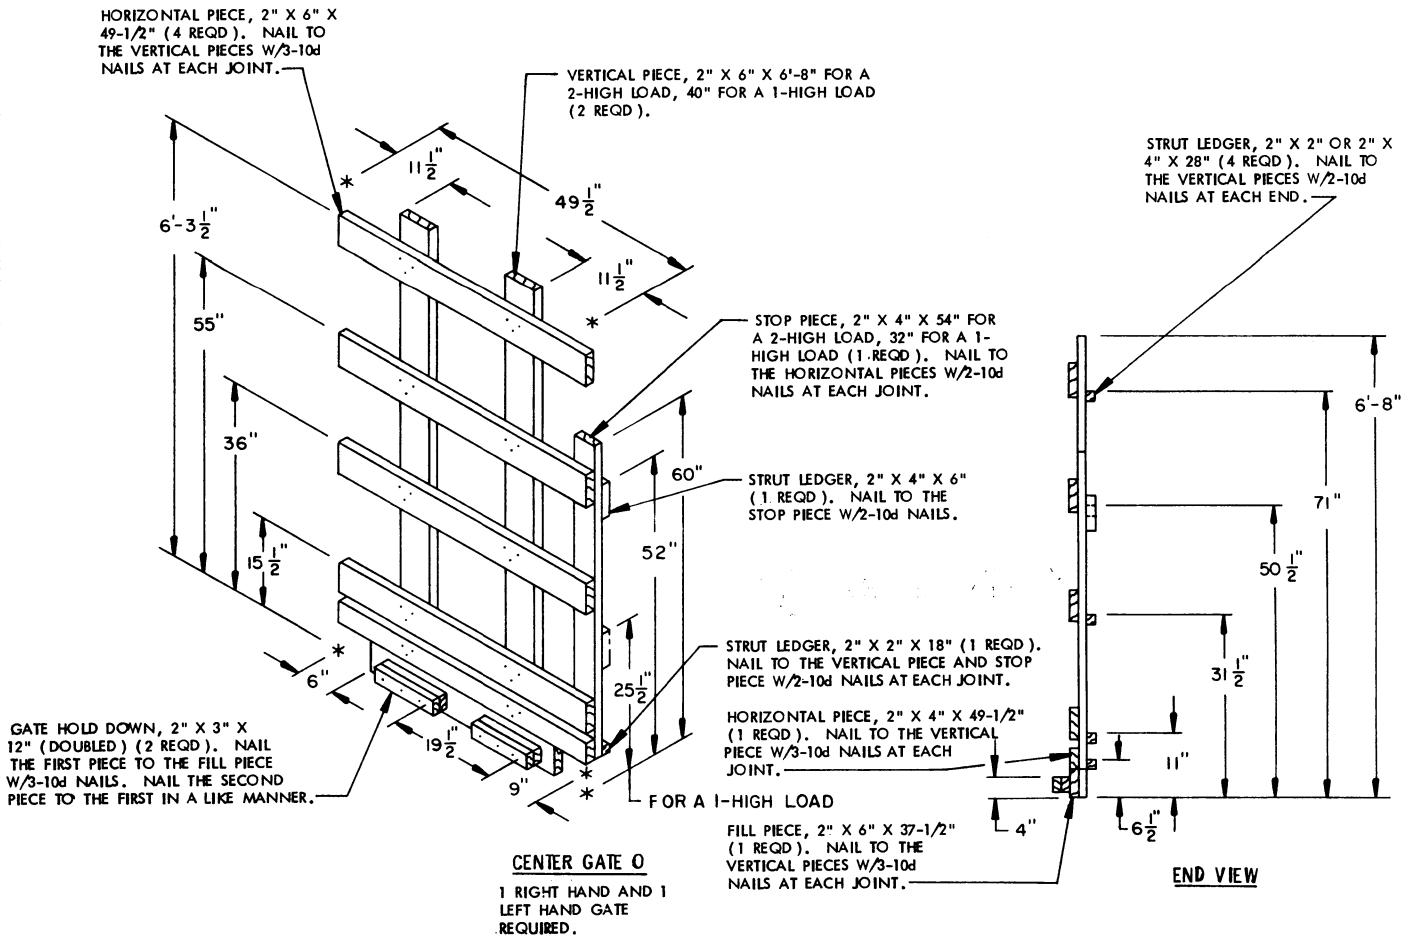 HORIZONTAL PIECE, 2" X 6" X
49-1/2" (4 REQD). NAIL TO
THE VERTICAL PIECES W/3-10d
NAILS AT EACH JOINT.
VERTICAL PIECE, 2" X 6" X 6'-8" FOR A
2-HIGH LOAD, 40" FOR A 1-HIGH LOAD
(2 REQD).
STRUT LEDGER, 2" X 2" OR 2" X
4" X 28" (4 REQD). NAIL TO
THE VERTICAL PIECES W/2-10d
NAILS AT EACH END.
11 1/2"
*
49 1/2"
6'-3 1/2"
11 1/2"
*
55"
STOP PIECE, 2" X 4" X 54" FOR
A 2-HIGH LOAD, 32" FOR A 1-
HIGH LOAD (1 REQD). NAIL TO
THE HORIZONTAL PIECES W/2-10d
NAILS AT EACH JOINT.
6'-8"
36"
60"
STRUT LEDGER, 2" X 4" X 6"
(1 REQD). NAIL TO THE
STOP PIECE W/2-10d NAILS.
71"
52"
15 1/2"
50 1/2"
*
6"
STRUT LEDGER, 2" X 2" X 18" (1 REQD).
NAIL TO THE VERTICAL PIECE AND STOP
PIECE W/2-10d NAILS AT EACH JOINT.
25 1/2"
31 1/2"
HORIZONTAL PIECE, 2" X 4" X 49-1/2"
(1 REQD). NAIL TO THE VERTICAL
PIECE W/3-10d NAILS AT EACH
JOINT.
GATE HOLD DOWN, 2" X 3" X
12" (DOUBLED) (2 REQD). NAIL
THE FIRST PIECE TO THE FILL PIECE
W/3-10d NAILS. NAIL THE SECOND
PIECE TO THE FIRST IN A LIKE MANNER.
19 1/2"
9"
*
*
11"
FOR A 1-HIGH LOAD
4"
6 1/2"
FILL PIECE, 2" X 6" X 37-1/2"
(1 REQD). NAIL TO THE
VERTICAL PIECES W/3-10d
NAILS AT EACH JOINT.
CENTER GATE O
1 RIGHT HAND AND 1
LEFT HAND GATE
REQUIRED.
END VIEW